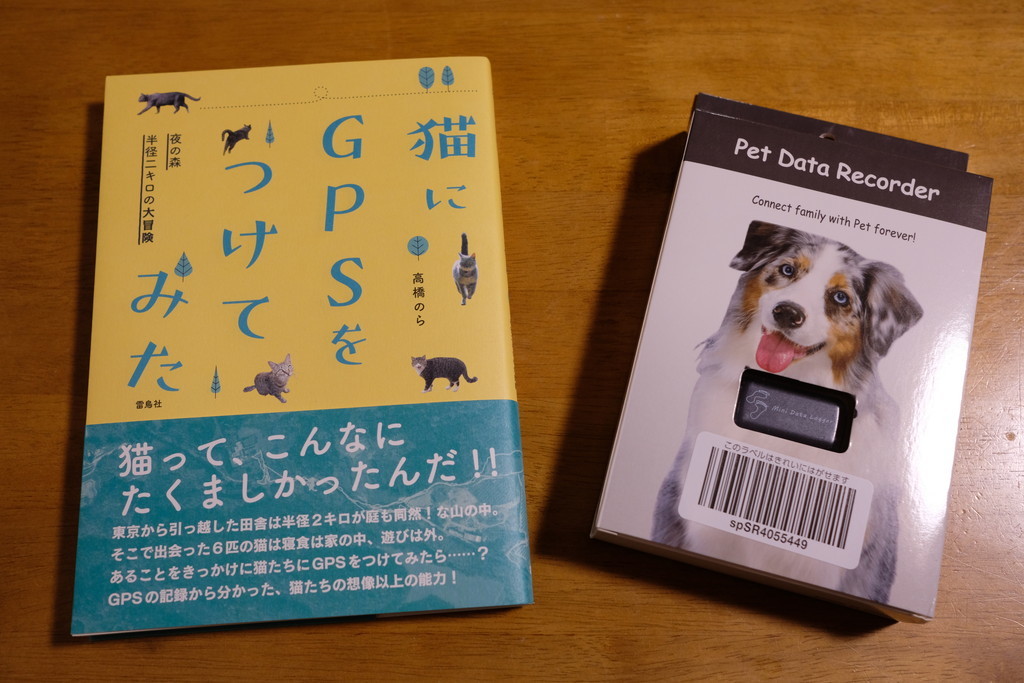 猫に
GPSを
つけて
みた
夜の森
半径二キロの大冒険
高橋のら
雷鳥社
猫って、こんなに
たくましかったんだ!!
東京から引っ越した田舎は半径2キロが庭も同然!な山の中。
そこで出会った6匹の猫は寝食は家の中、遊びは外。
あることをきっかけに猫たちにGPSをつけてみたら……?
GPSの記録から分かった、猫たちの想像以上の能力!
Pet Data Recorder
Connect family with Pet forever!
Mini Data Logger
このラベルはきれいにはがせます
spSR4055449